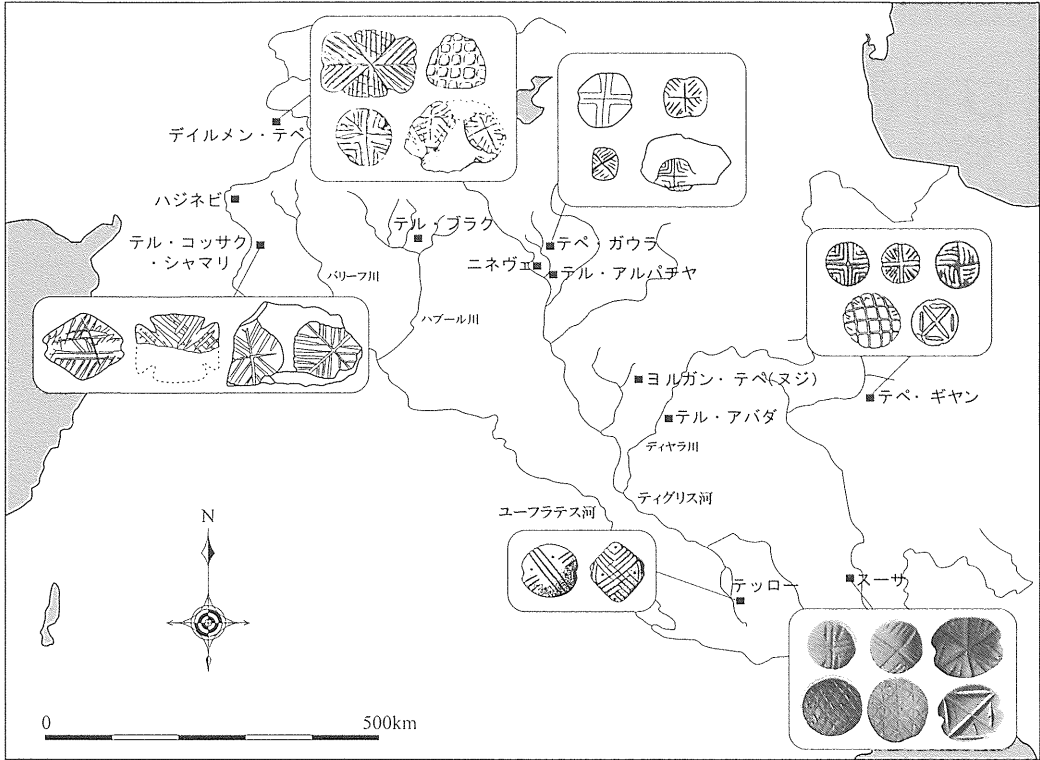 デイルメン・テペ
ハジネビ
テル・コッサク
・シャマリ
バリーフ川
テル・ブラク
ハブール川
テペ・ガウラ
ニネヴェ
テル・アルパチヤ
ヨルガン・テペ(ヌジ)
テル・アバダ
テペ・ギヤン
ディヤラ川
ティグリス河
ユーフラテス河
テッロー
スーサ
N
0
500km